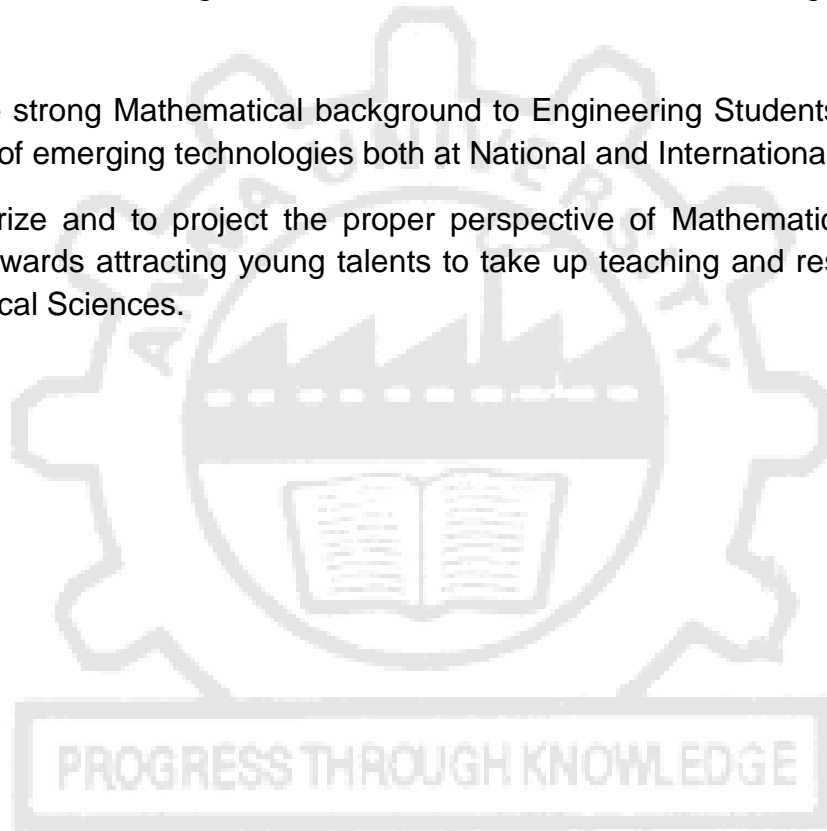 strong Mathematical background to Engineering Students
of emerging technologies both at National and Internationa
rize and to project the proper perspective of Mathematic
wards attracting young talents to take up teaching and res
cal Sciences.
ANNA UNIVERSITY
PROGRESS THROUGH KNOWLEDGE